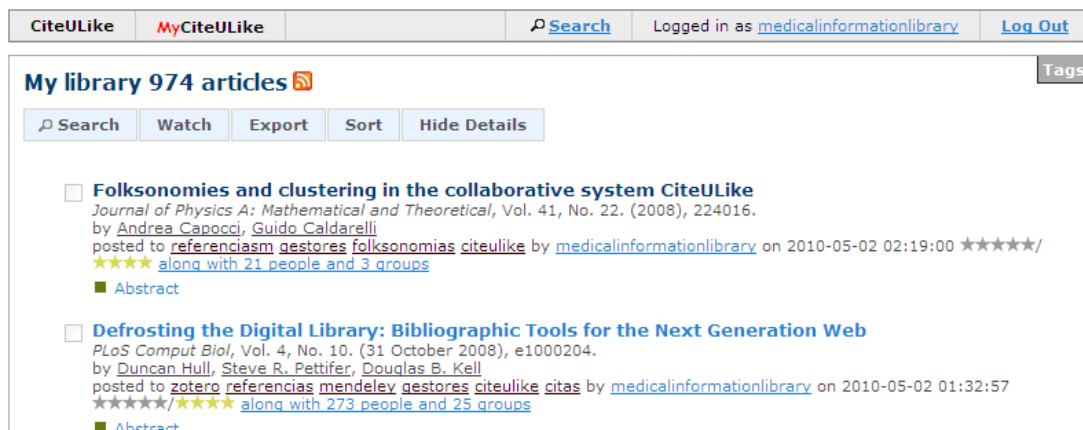 CiteULike MyCiteULike Search Logged in as medicalinformationlibrary Log Out
My library 974 articles
Tags
Search Watch Export Sort Hide Details
Folksonomies and clustering in the collaborative system CiteULike
Journal of Physics A: Mathematical and Theoretical, Vol. 41, No. 22. (2008), 224016.
by Andrea Capocci, Guido Caldarelli
posted to referenciasm gestores folksonomias citeulike by medicalinformationlibrary on 2010-05-02 02:19:00 ★★★★★/
★★★★ along with 21 people and 3 groups
Abstract
Defrosting the Digital Library: Bibliographic Tools for the Next Generation Web
PLoS Comput Biol, Vol. 4, No. 10. (31 October 2008), e1000204.
by Duncan Hull, Steve R. Pettifer, Douglas B. Kell
posted to zotero referencias mendeley gestores citeulike citas by medicalinformationlibrary on 2010-05-02 01:32:57
★★★★★/★★★★ along with 273 people and 25 groups
Abstract